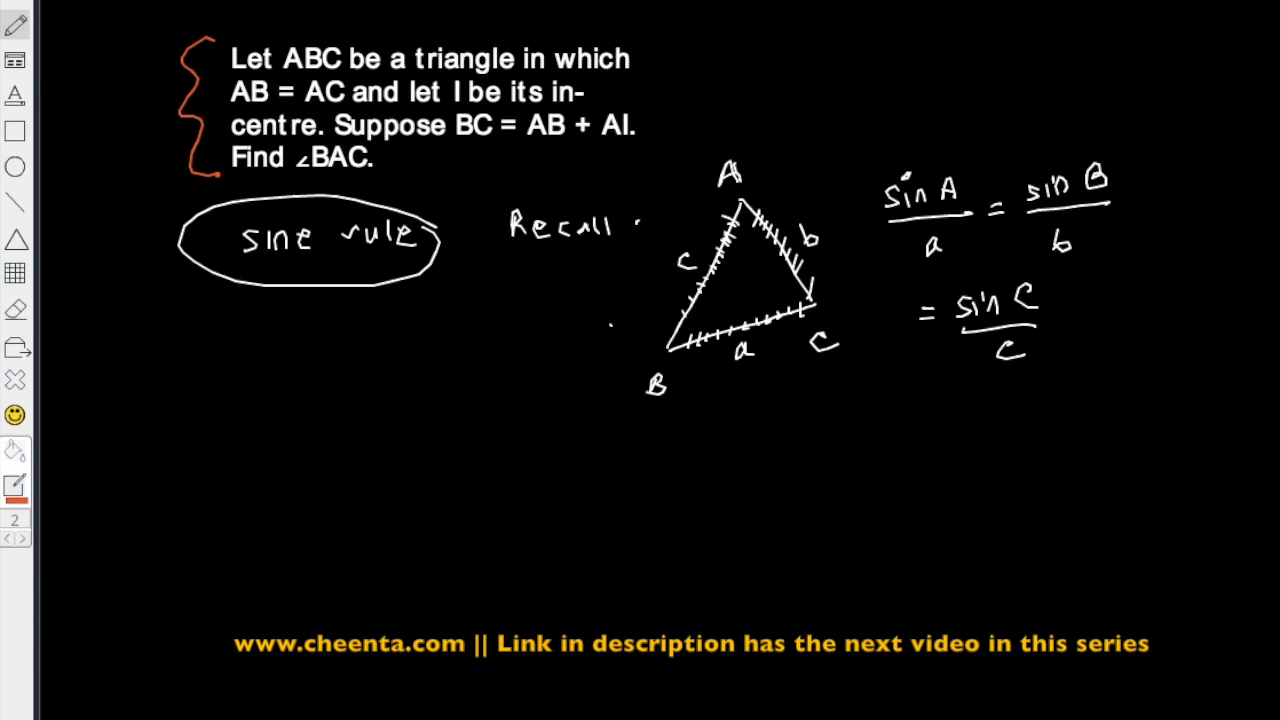 Let ABC be a triangle in which
AB = AC and let I be its in-
centre. Suppose BC = AB + AI.
Find ∠BAC.
sine rule
Recall :
A
B
C
c
b
a
sin A / a = sin B / b
= sin C / c
2
www.cheenta.com || Link in description has the next video in this series